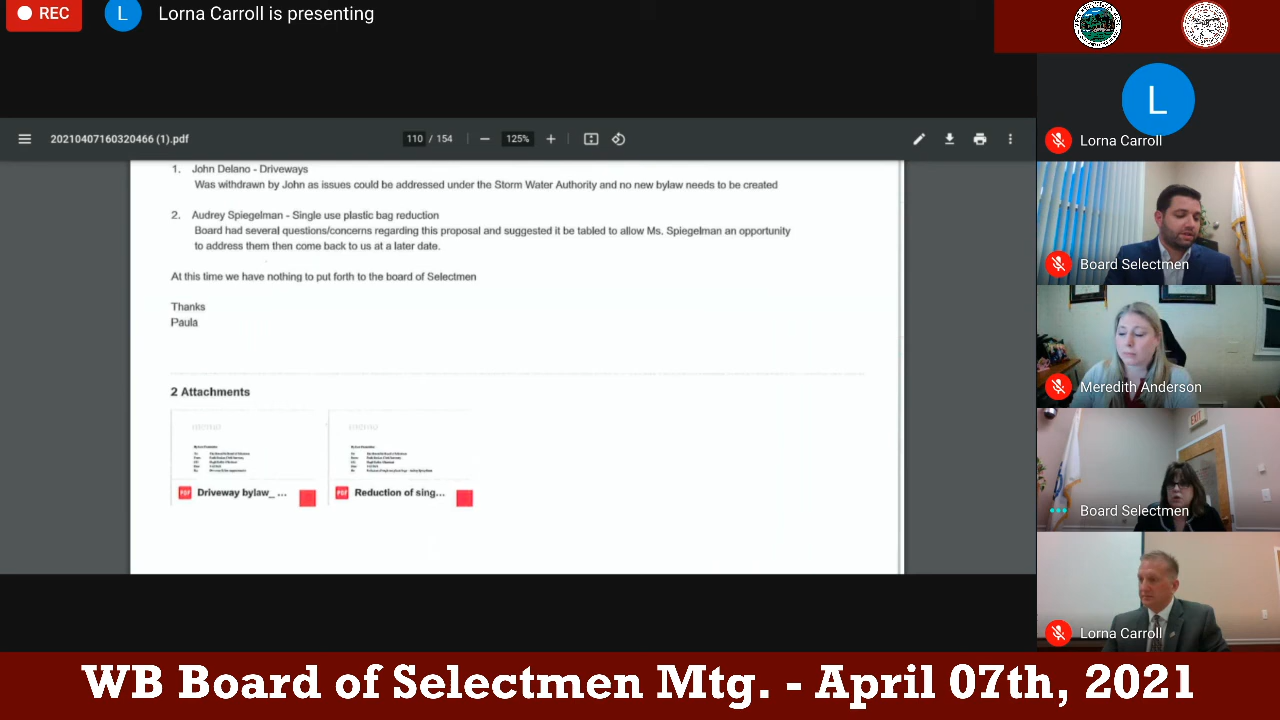 REC
L
Lorna Carroll is presenting
20210407160320466 (1).pdf
110 / 154
125%
1. John Delano - Driveways
Was withdrawn by John as issues could be addressed under the Storm Water Authority and no new bylaw needs to be created
2. Audrey Spiegelman - Single use plastic bag reduction
Board had several questions/concerns regarding this proposal and suggested it be tabled to allow Ms. Spiegelman an opportunity
to address them then come back to us at a later date.
At this time we have nothing to put forth to the board of Selectmen
Thanks
Paula
2 Attachments
PDF Driveway bylaw_ ...
PDF Reduction of sing...
L
Lorna Carroll
Board Selectmen
Meredith Anderson
EXIT
Board Selectmen
Lorna Carroll
WB Board of Selectmen Mtg. - April 07th, 2021